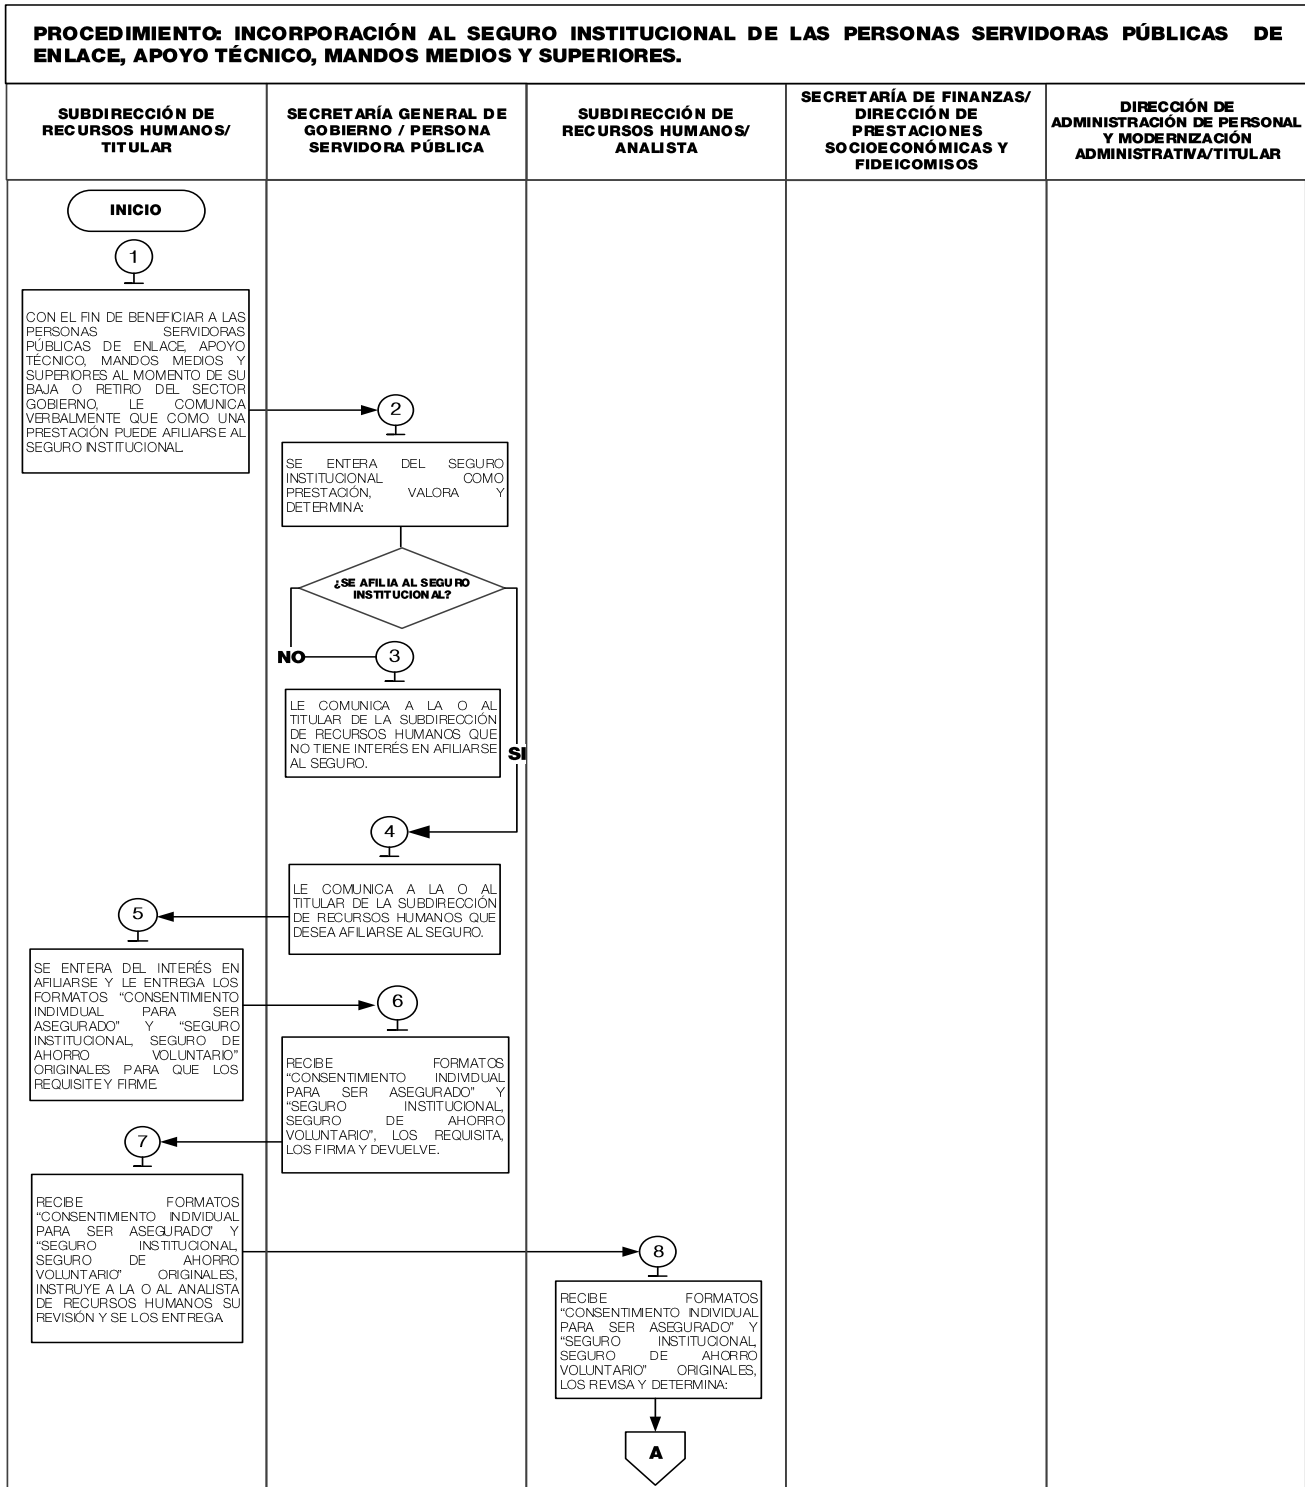 PROCEDIMIENTO: INCORPORACIÓN AL SEGURO INSTITUCIONAL DE LAS PERSONAS SERVIDORAS PÚBLICAS DE
ENLACE, APOYO TÉCNICO, MANDOS MEDIOS Y SUPERIORES.
SUBDIRECCIÓN DE
RECURSOS HUMANOS/
TITULAR
SECRETARÍA GENERAL DE
GOBIERNO / PERSONA
SERVIDORA PÚBLICA
SUBDIRECCIÓN DE
RECURSOS HUMANOS/
ANALISTA
SECRETARÍA DE FINANZAS/
DIRECCIÓN DE
PRESTACIONES
SOCIOECONÓMICAS Y
FIDEICOMISOS
DIRECCIÓN DE
ADMINISTRACIÓN DE PERSONAL
Y MODERNIZACIÓN
ADMINISTRATIVA/TITULAR
INICIO
1
CON EL FIN DE BENEFICIAR A LAS
PERSONAS SERVIDORAS
PÚBLICAS DE ENLACE, APOYO
TÉCNICO, MANDOS MEDIOS Y
SUPERIORES AL MOMENTO DE SU
BAJA O RETIRO DEL SECTOR
GOBIERNO, LE COMUNICA
VERBALMENTE QUE COMO UNA
PRESTACIÓN PUEDE AFILIARSE AL
SEGURO INSTITUCIONAL.
2
SE ENTERA DEL SEGURO
INSTITUCIONAL COMO
PRESTACIÓN, VALORA Y
DETERMINA:
¿SE AFILIA AL SEGURO
INSTITUCIONAL?
NO
3
LE COMUNICA A LA O AL
TITULAR DE LA SUBDIRECCIÓN
DE RECURSOS HUMANOS QUE
NO TIENE INTERÉS EN AFILIARSE
AL SEGURO.
SI
4
LE COMUNICA A LA O AL
TITULAR DE LA SUBDIRECCIÓN
DE RECURSOS HUMANOS QUE
DESEA AFILIARSE AL SEGURO.
5
SE ENTERA DEL INTERÉS EN
AFILIARSE Y LE ENTREGA LOS
FORMATOS “CONSENTIMIENTO
INDIVIDUAL PARA SER
ASEGURADO” Y “SEGURO
INSTITUCIONAL, SEGURO DE
AHORRO VOLUNTARIO”
ORIGINALES PARA QUE LOS
REQUISITE Y FIRME.
6
RECIBE FORMATOS
“CONSENTIMIENTO INDIVIDUAL
PARA SER ASEGURADO” Y
“SEGURO INSTITUCIONAL,
SEGURO DE AHORRO
VOLUNTARIO”, LOS REQUISITA,
LOS FIRMA Y DEVUELVE.
7
RECIBE FORMATOS
“CONSENTIMIENTO INDIVIDUAL
PARA SER ASEGURADO” Y
“SEGURO INSTITUCIONAL,
SEGURO DE AHORRO
VOLUNTARIO” ORIGINALES,
INSTRUYE A LA O AL ANALISTA
DE RECURSOS HUMANOS SU
REVISIÓN Y SE LOS ENTREGA.
8
RECIBE FORMATOS
“CONSENTIMIENTO INDIVIDUAL
PARA SER ASEGURADO” Y
“SEGURO INSTITUCIONAL,
SEGURO DE AHORRO
VOLUNTARIO” ORIGINALES,
LOS REVISA Y DETERMINA:
A